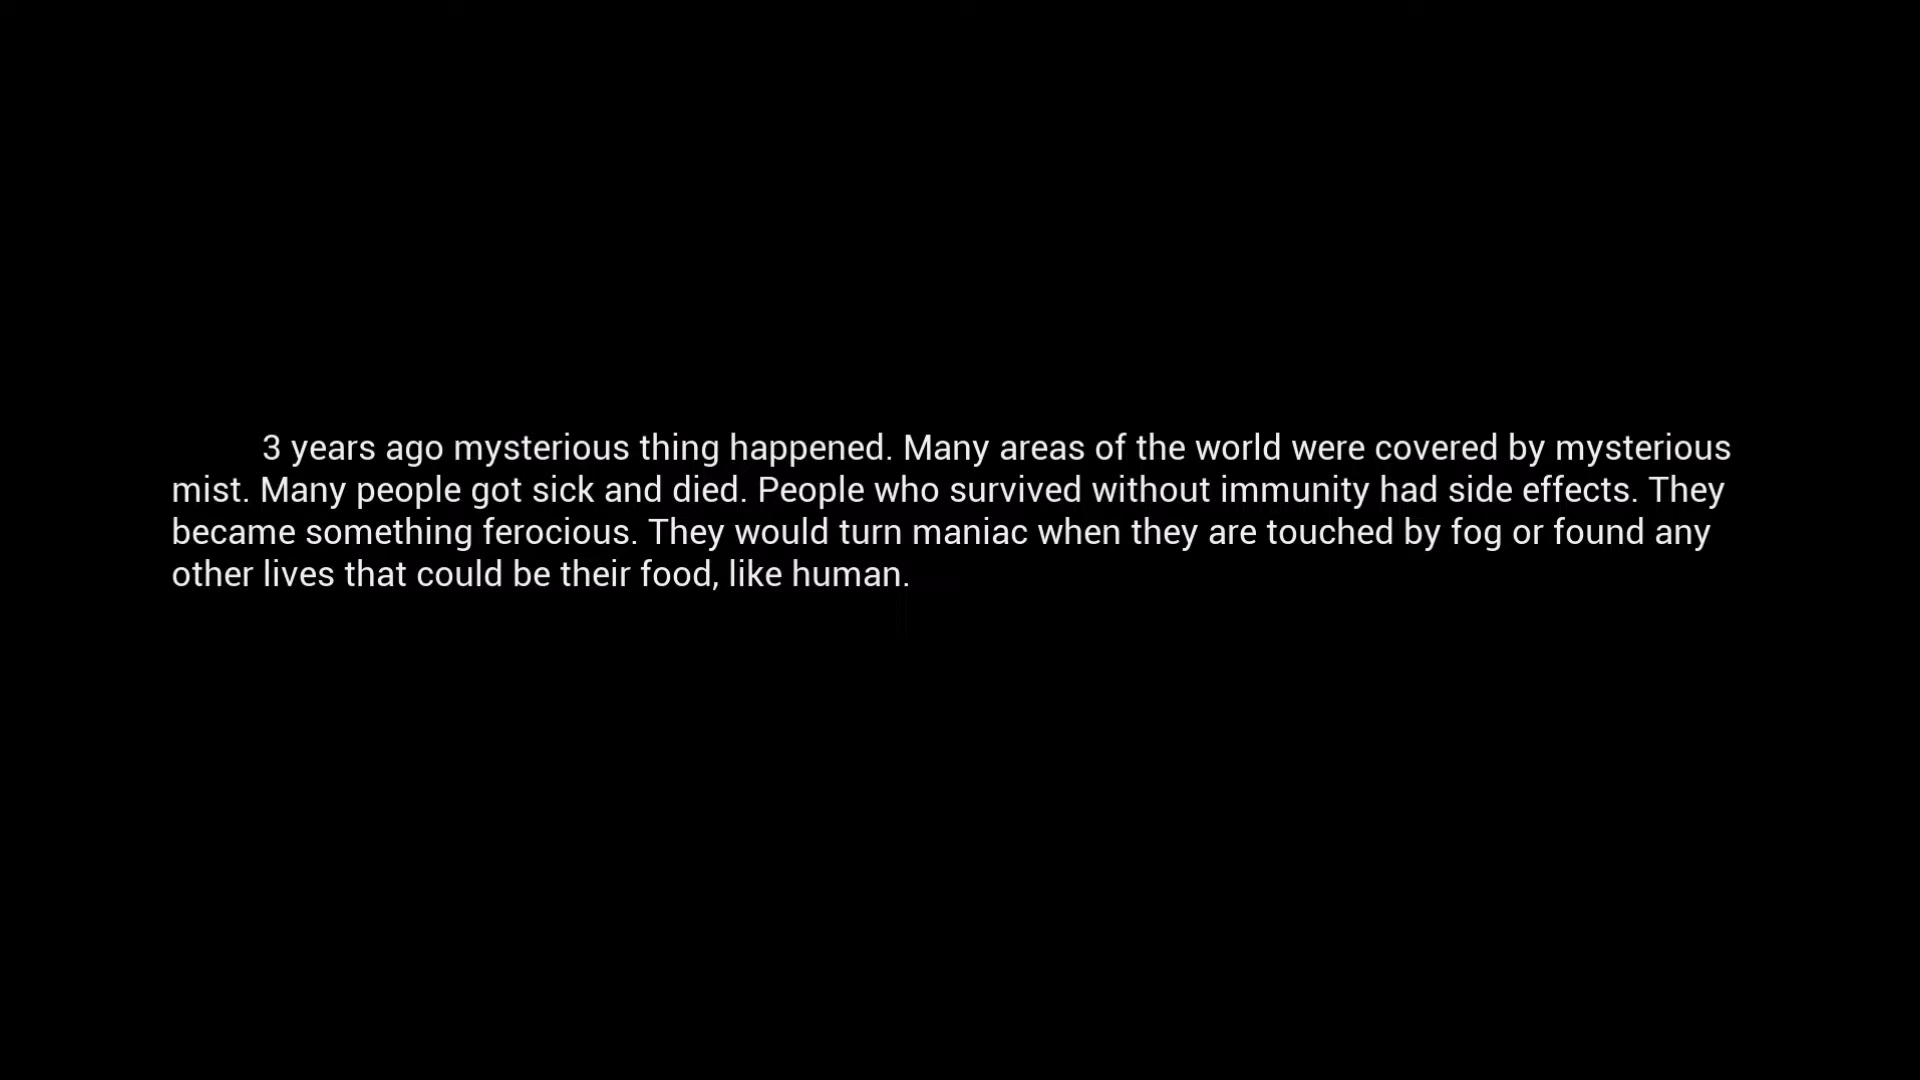 3 years ago mysterious thing happened. Many areas of the world were covered by mysterious
mist. Many people got sick and died. People who survived without immunity had side effects. They
became something ferocious. They would turn maniac when they are touched by fog or found any
other lives that could be their food, like human.